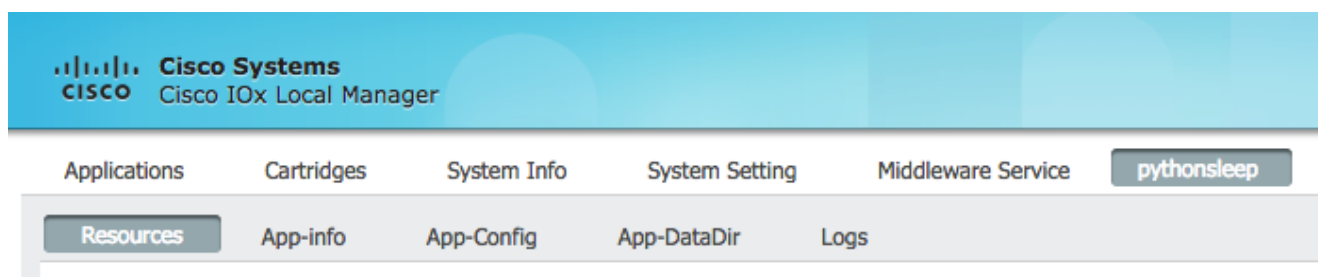 Cisco Systems
CISCO Cisco IOx Local Manager
Applications Cartridges System Info System Setting Middleware Service pythonsleep
Resources App-info App-Config App-DataDir Logs